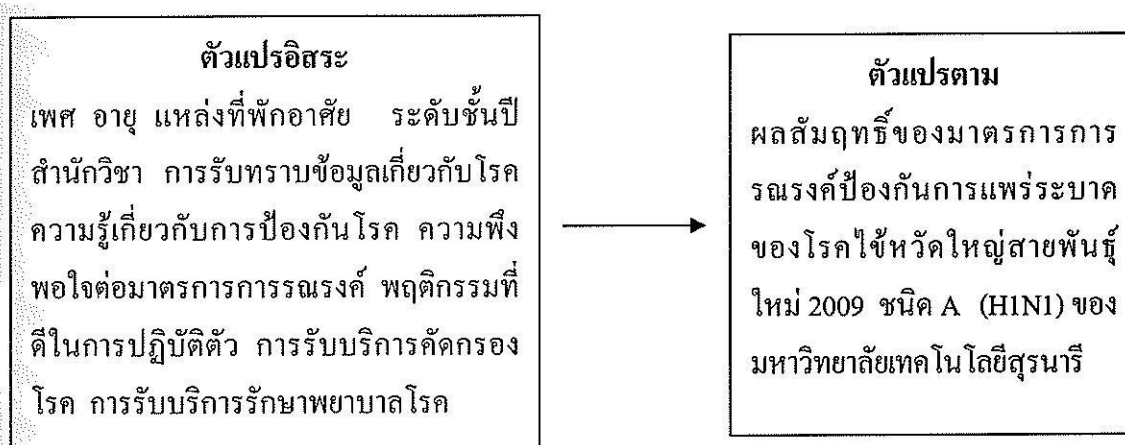 ตัวแปรอิสระ
เพศ อายุ แหล่งที่พักอาศัย ระดับชั้นปี
สำนักวิชา การรับทราบข้อมูลเกี่ยวกับโรค
ความรู้เกี่ยวกับการป้องกันโรค ความพึง
พอใจต่อมาตรการการรณรงค์ พฤติกรรมที่
ดีในการปฏิบัติตัว การรับบริการคัดกรอง
โรค การรับบริการรักษาพยาบาลโรค
ตัวแปรตาม
ผลสัมฤทธิ์ของมาตรการการ
รณรงค์ป้องกันการแพร่ระบาด
ของโรคไข้หวัดใหญ่สายพันธุ์
ใหม่ 2009 ชนิด A (H1N1) ของ
มหาวิทยาลัยเทคโนโลยีสุรนารี